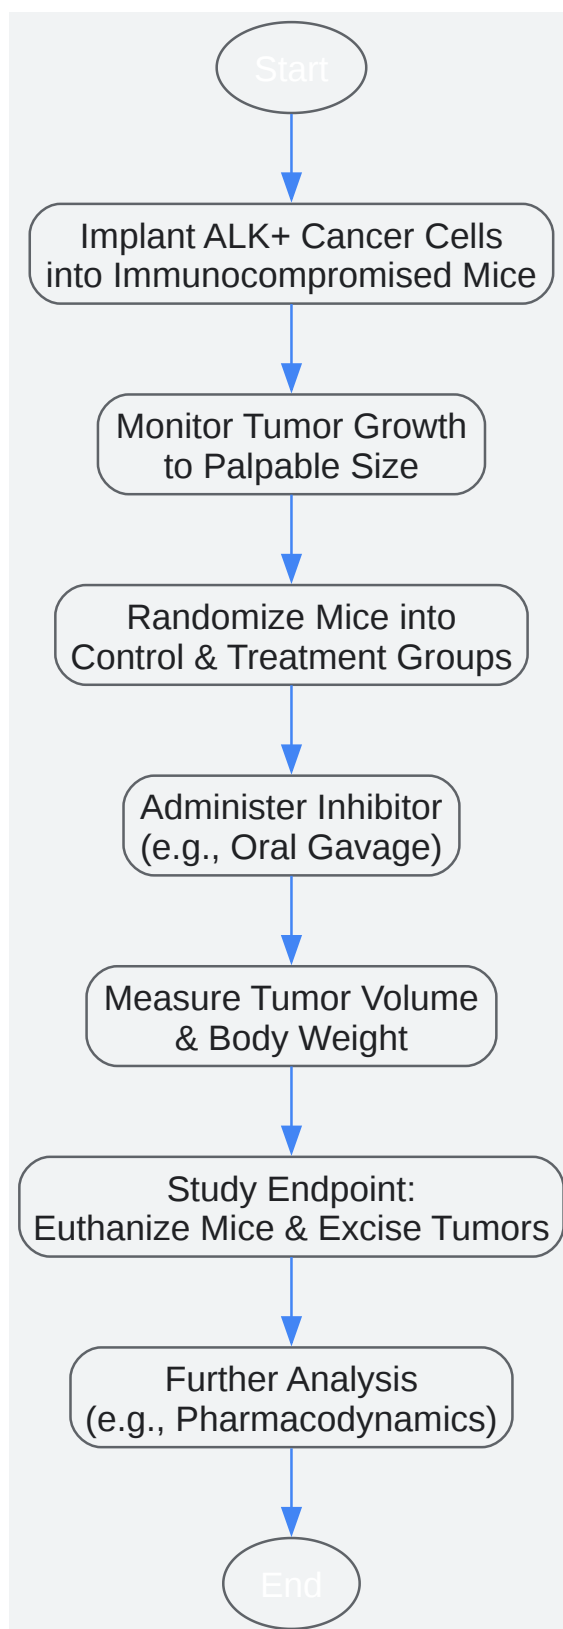 Start
Implant ALK+ Cancer Cells
into Immunocompromised Mice
Monitor Tumor Growth
to Palpable Size
Randomize Mice into
Control & Treatment Groups
Administer Inhibitor
(e.g., Oral Gavage)
Measure Tumor Volume
& Body Weight
Study Endpoint:
Euthanize Mice & Excise Tumors
Further Analysis
(e.g., Pharmacodynamics)
End